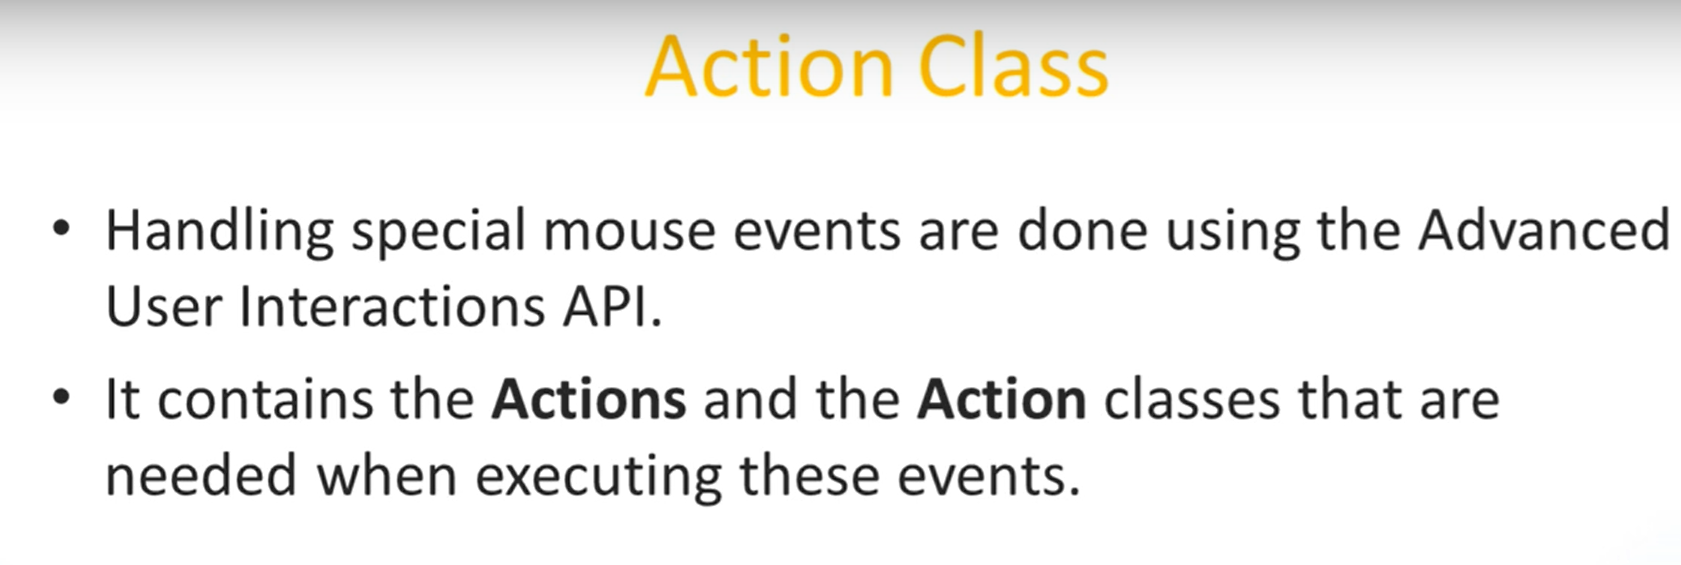 Action Class
• Handling special mouse events are done using the Advanced
User Interactions API.
• It contains the Actions and the Action classes that are
needed when executing these events.